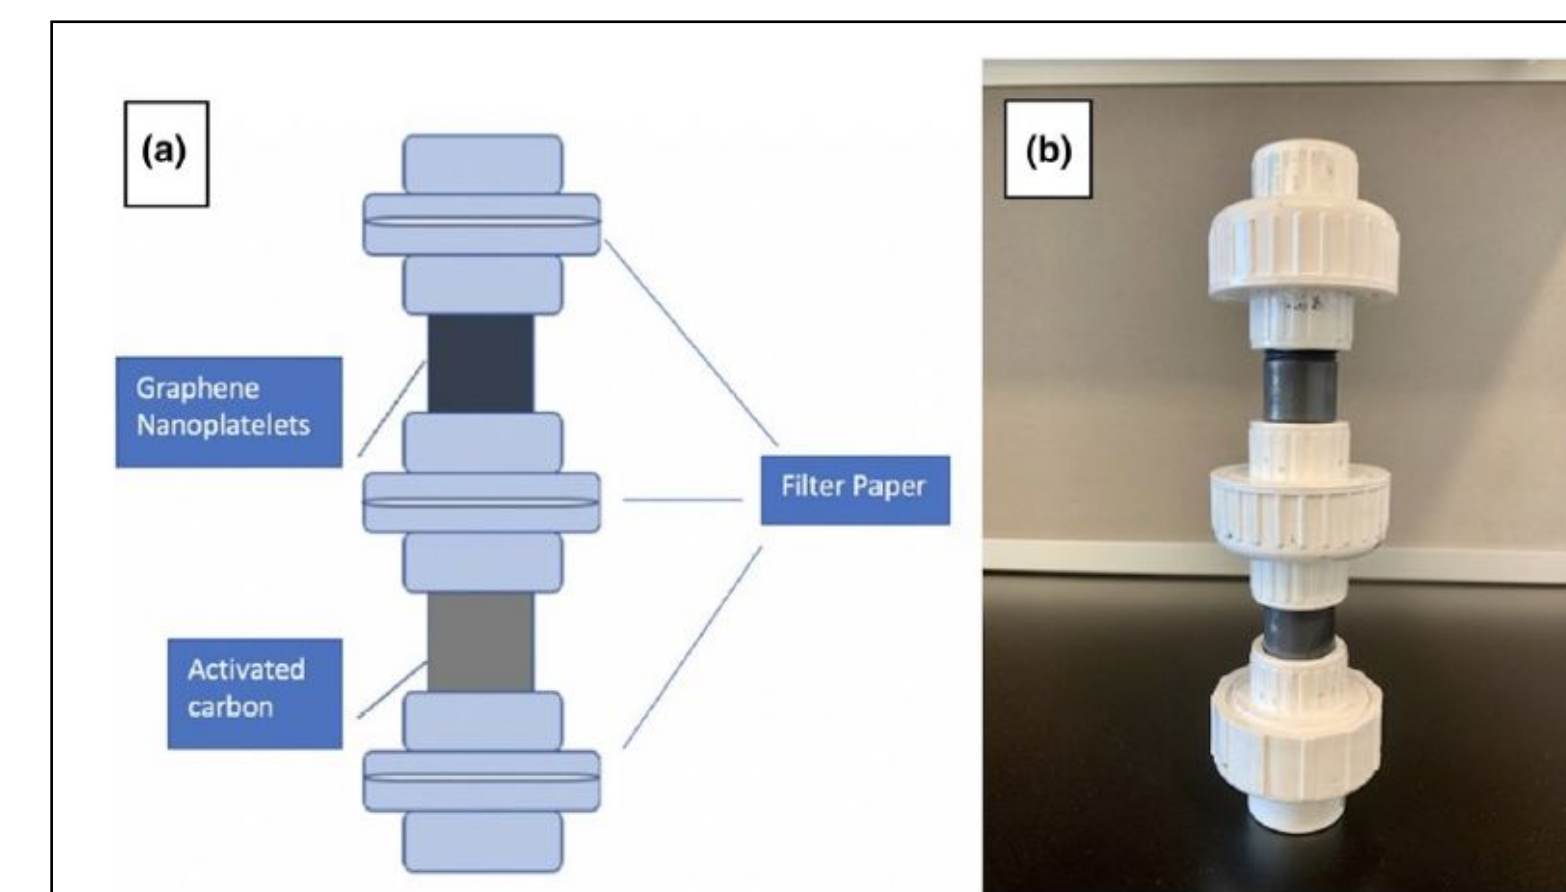 (a)
(b)
Graphene
Nanoplatelets
Filter Paper
Activated
carbon